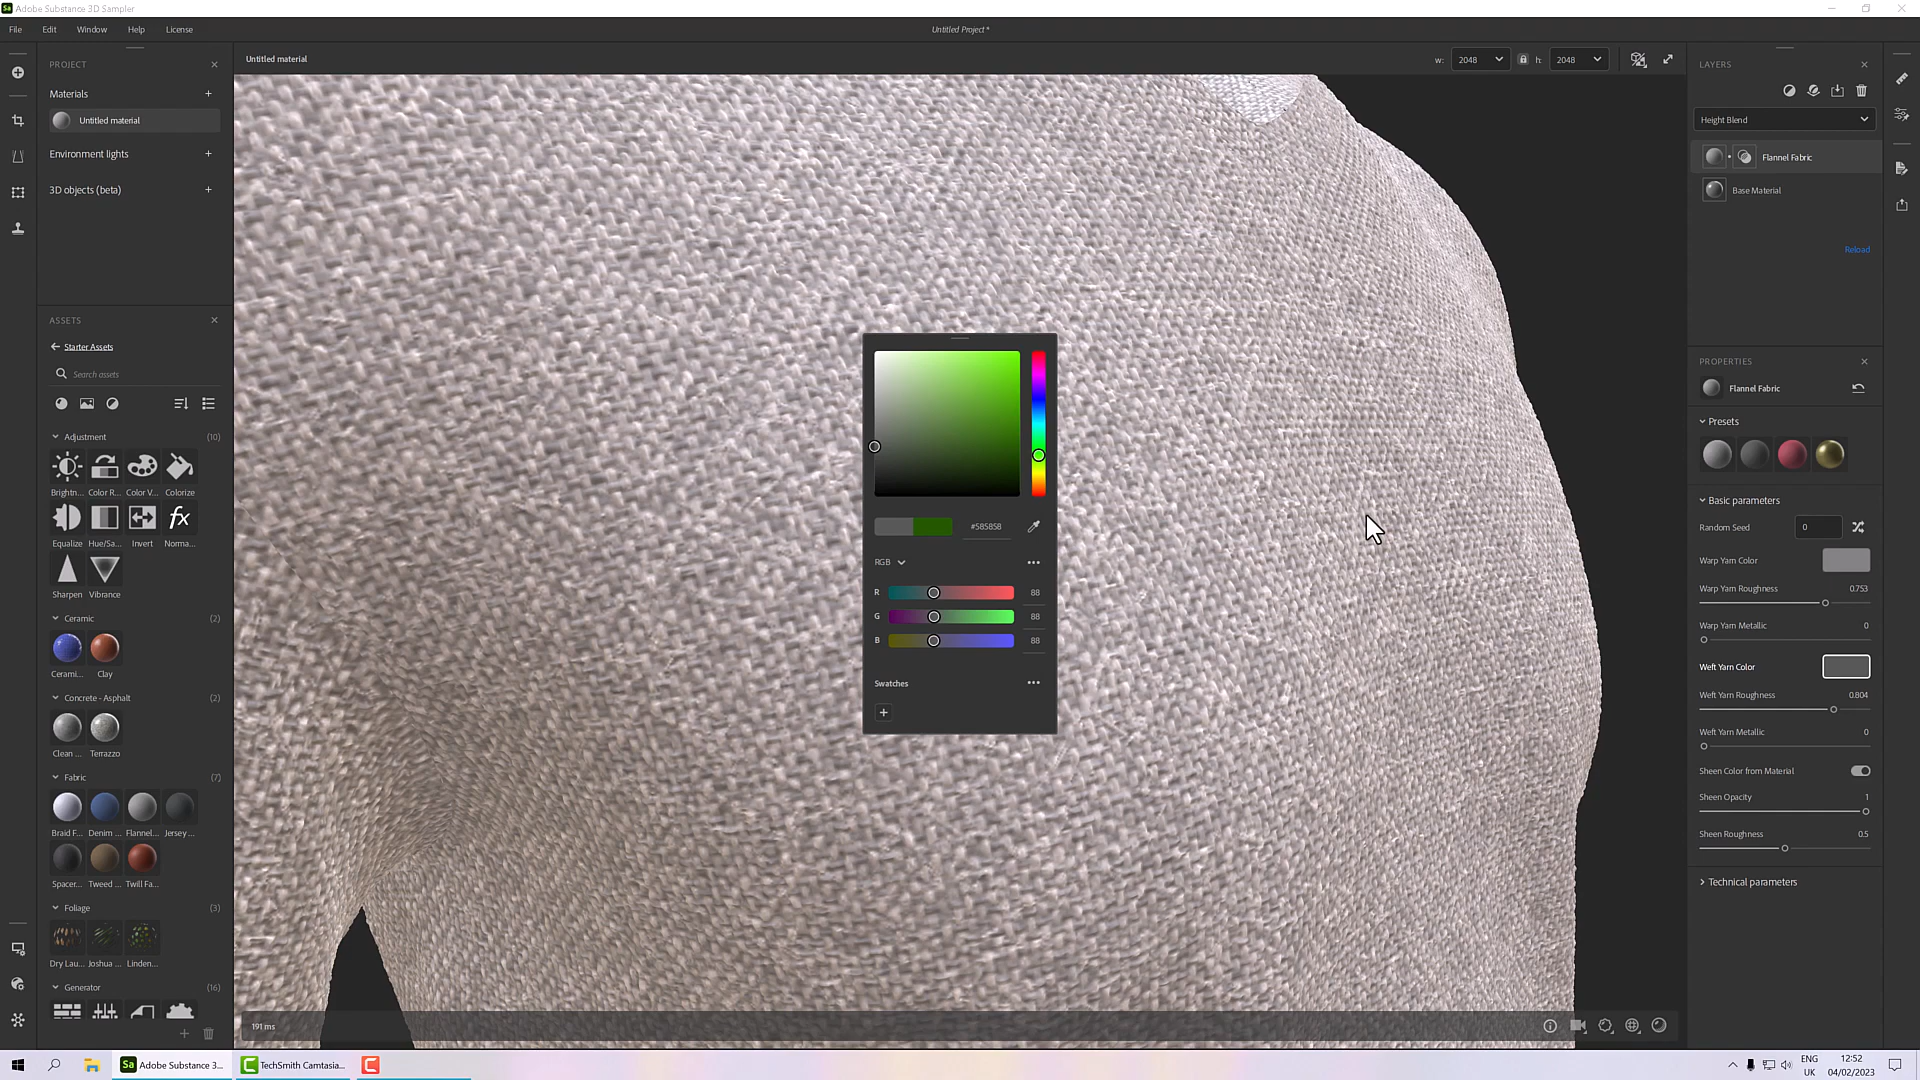 Adobe Substance 3D Sampler
File Edit Window Help License
Untitled Project *
PROJECT
Materials
Untitled material
Environment lights
3D objects (beta)
ASSETS
Starter Assets
Search assets
Adjustment (10)
Brightn... Color R... Color V... Colorize
Equalize Hue/Sa... Invert Norma...
Sharpen Vibrance
Ceramic (2)
Cerami... Clay
Concrete - Asphalt (2)
Clean ... Terrazzo
Fabric (7)
Braid F... Denim ... Flannel... Jersey ...
Spacer... Tweed ... Twill Fa...
Foliage (3)
Dry Lau... Joshua ... Linden...
Generator (16)
Untitled material
w: 2048 h: 2048
#585858
RGB
R 88
G 88
B 88
Swatches
191 ms
LAYERS
Height Blend
Flannel Fabric
Base Material
Reload
PROPERTIES
Flannel Fabric
Presets
Basic parameters
Random Seed 0
Warp Yarn Color
Warp Yarn Roughness 0.753
Warp Yarn Metallic 0
Weft Yarn Color
Weft Yarn Roughness 0.804
Weft Yarn Metallic 0
Sheen Color from Material
Sheen Opacity 1
Sheen Roughness 0.5
Technical parameters
Sa Adobe Substance 3...
TechSmith Camtasia...
ENG
UK
12:52
04/02/2023